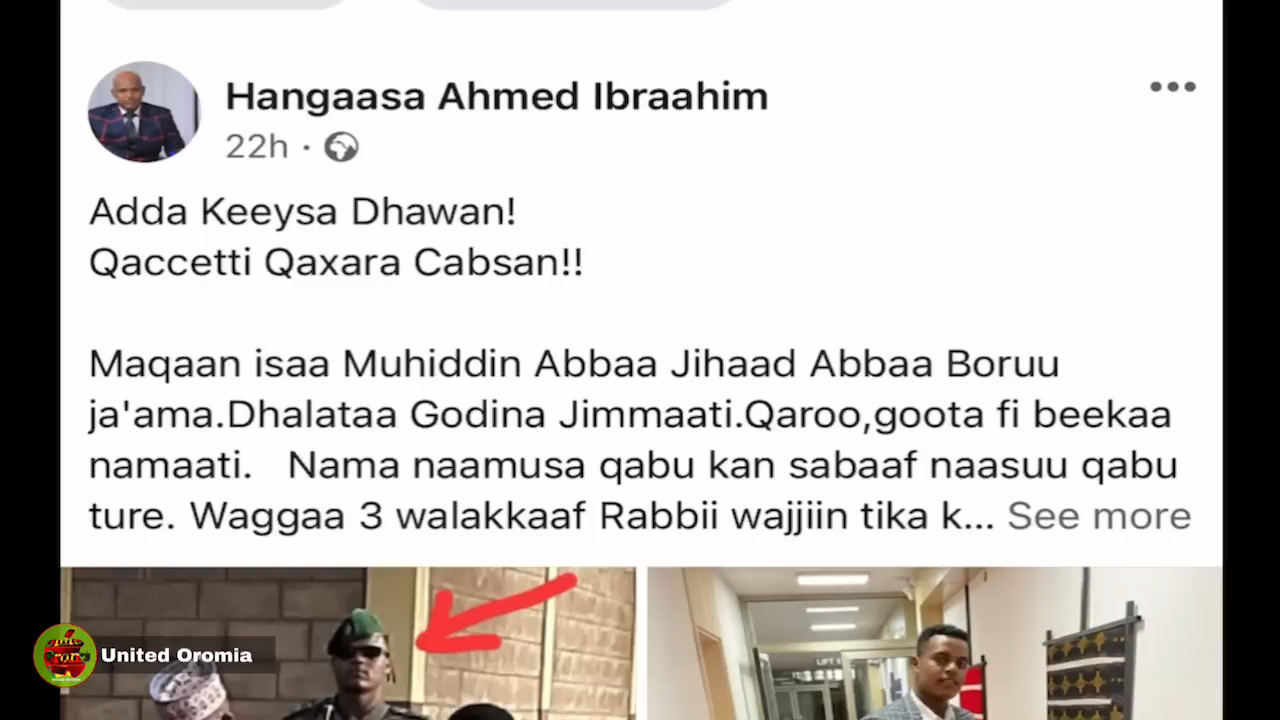 Hangaasa Ahmed Ibraahim
22h ·
Adda Keeysa Dhawan!
Qaccetti Qaxara Cabsan!!
Maqaan isaa Muhiddin Abbaa Jihaad Abbaa Boruu
ja'ama.Dhalataa Godina Jimmaati.Qaroo,goota fi beekaa
namaati. Nama naamusa qabu kan sabaaf naasuu qabu
ture. Waggaa 3 walakkaaf Rabbii wajjiin tika k... See more
LIFT
United Oromia